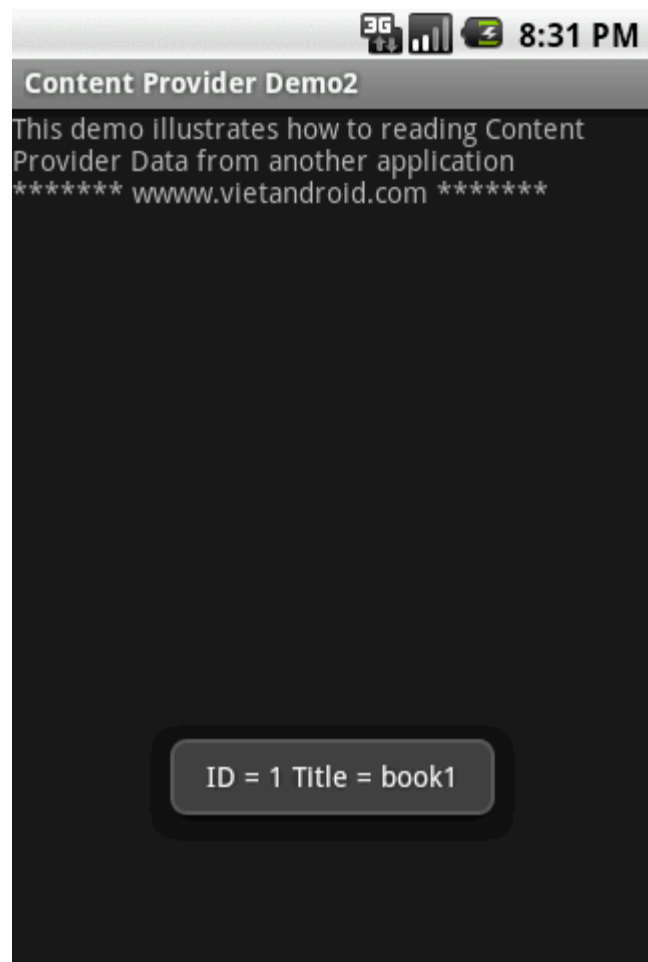 3G 8:31 PM
Content Provider Demo2
This demo illustrates how to reading Content
Provider Data from another application
******* wwww.vietandroid.com *******
ID = 1 Title = book1